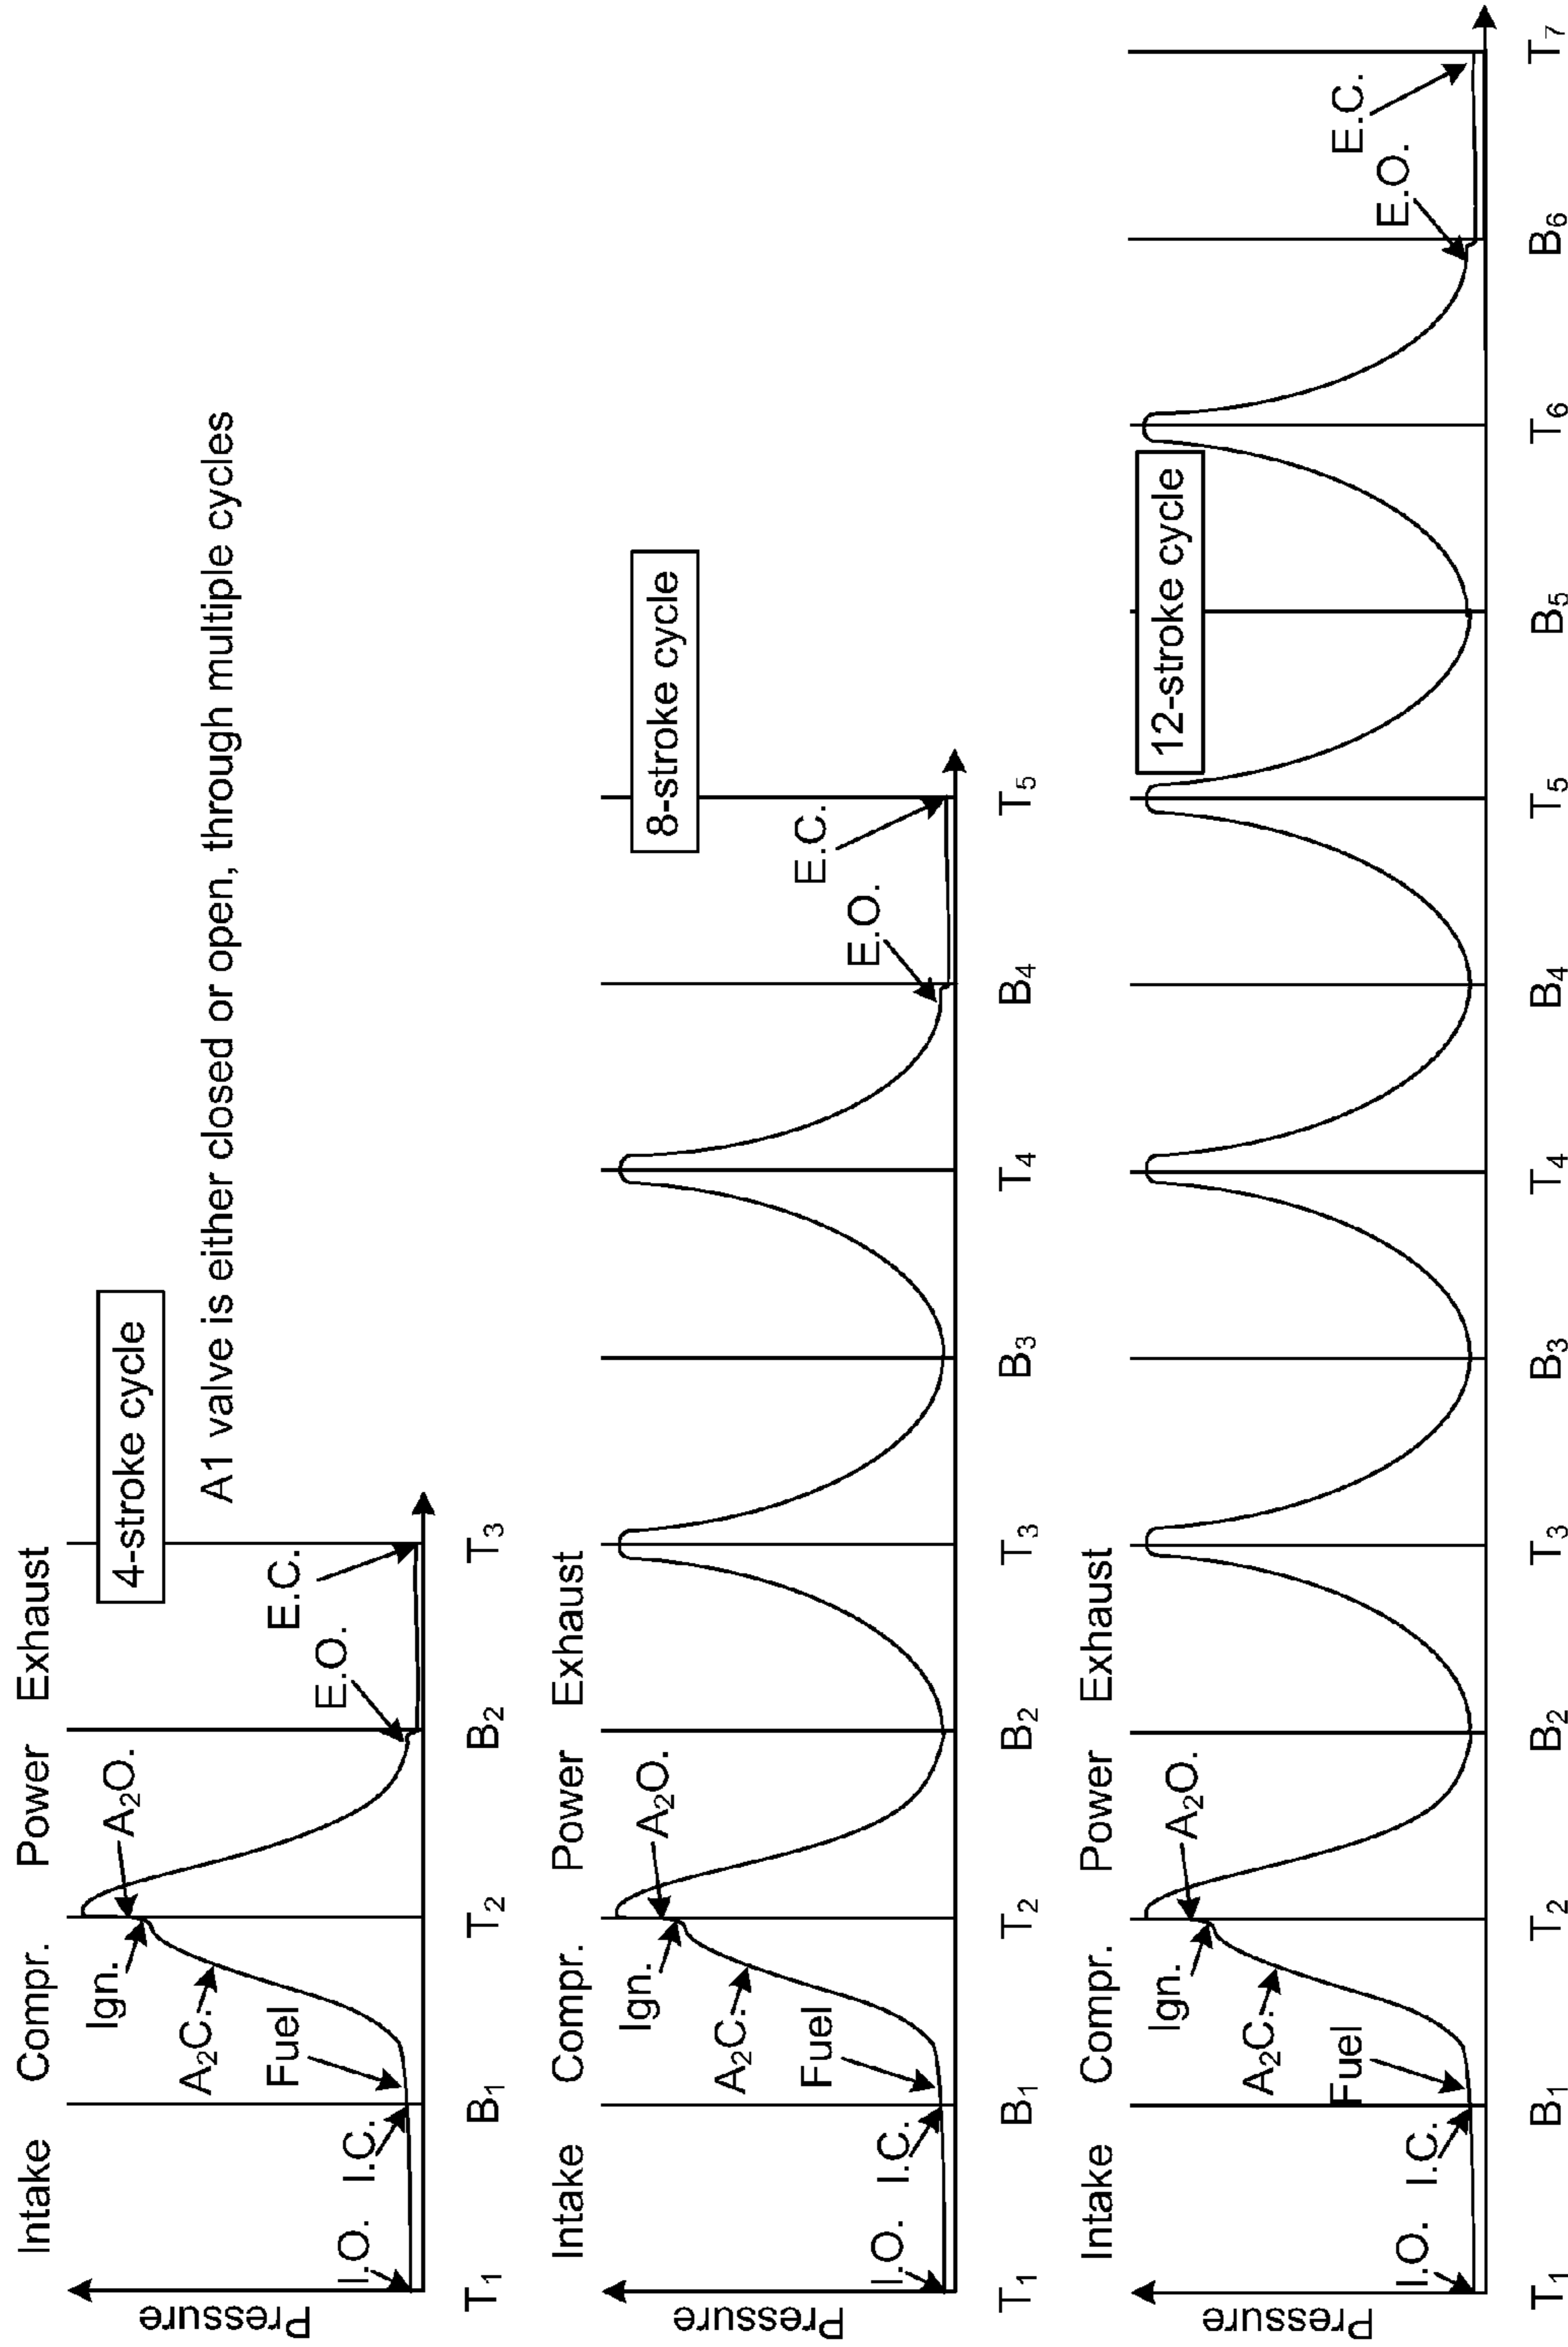 Intake Compr. Power Exhaust
4-stroke cycle
A1 valve is either closed or open, through multiple cycles
Pressure
I.O.
I.C.
Fuel
A₂C.
Ign.
A₂O.
E.O.
E.C.
T₁ B₁ T₂ B₂ T₃
Intake Compr. Power Exhaust
8-stroke cycle
Pressure
I.O.
I.C.
Fuel
A₂C.
Ign.
A₂O.
E.O.
E.C.
T₁ B₁ T₂ B₂ T₃ B₃ T₄ B₄ T₅
Intake Compr. Power Exhaust
12-stroke cycle
Pressure
I.O.
I.C.
Fuel
A₂C.
Ign.
A₂O.
E.O.
E.C.
T₁ B₁ T₂ B₂ T₃ B₃ T₄ B₄ T₅ B₅ T₆ B₆ T₇